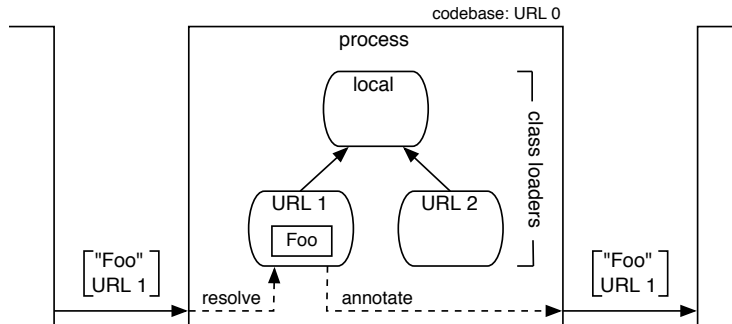 codebase: URL 0
process
local
class loaders
URL 1
URL 2
Foo
"Foo"
URL 1
resolve
annotate
"Foo"
URL 1